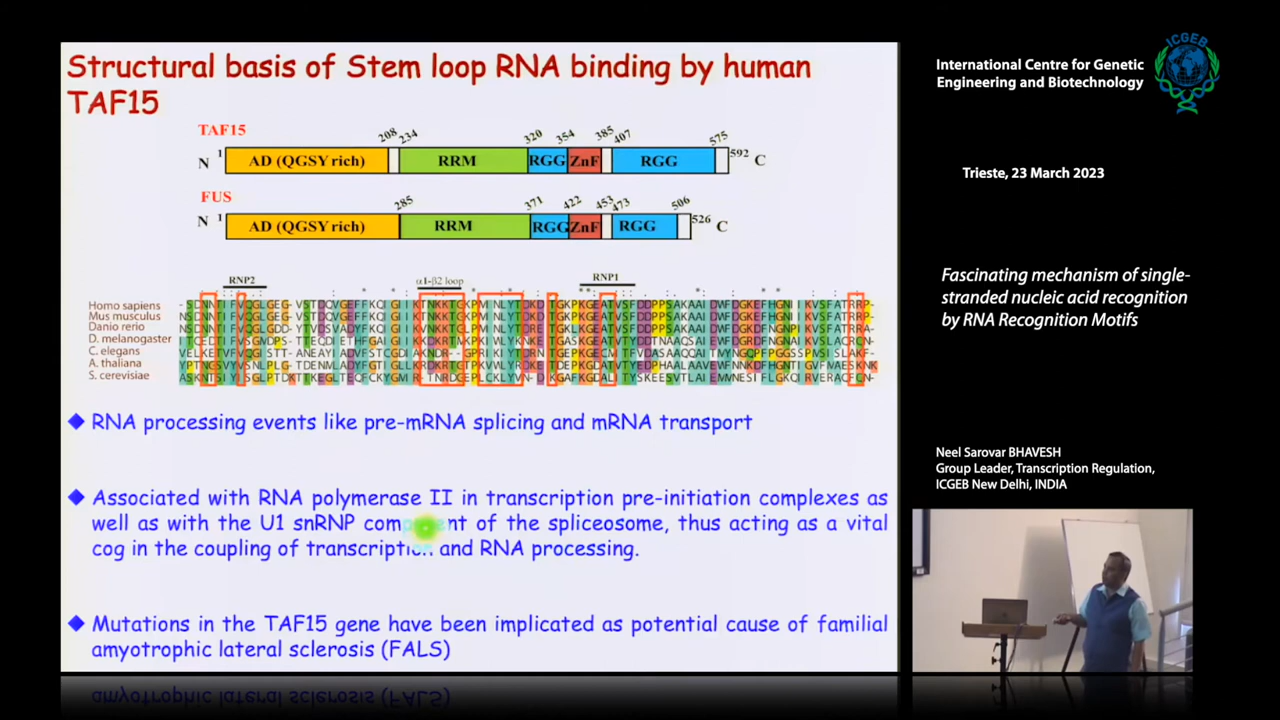 Structural basis of Stem loop RNA binding by human
TAF15
TAF15
208 234 320 354 385 407 575
N 1 AD (QGSY rich) RRM RGG ZnF RGG 592 C
FUS
285 371 422 453 473 506
N 1 AD (QGSY rich) RRM RGG ZnF RGG 526 C
RNP2 α1-β2 loop RNP1
Homo sapiens
Mus musculus
Danio rerio
D. melanogaster
C. elegans
A. thaliana
S. cerevisiae
RNA processing events like pre-mRNA splicing and mRNA transport
Associated with RNA polymerase II in transcription pre-initiation complexes as
well as with the U1 snRNP component of the spliceosome, thus acting as a vital
cog in the coupling of transcription and RNA processing.
Mutations in the TAF15 gene have been implicated as potential cause of familial
amyotrophic lateral sclerosis (FALS)
International Centre for Genetic
Engineering and Biotechnology
ICGEB
Trieste, 23 March 2023
Fascinating mechanism of single-
stranded nucleic acid recognition
by RNA Recognition Motifs
Neel Sarovar BHAVESH
Group Leader, Transcription Regulation,
ICGEB New Delhi, INDIA